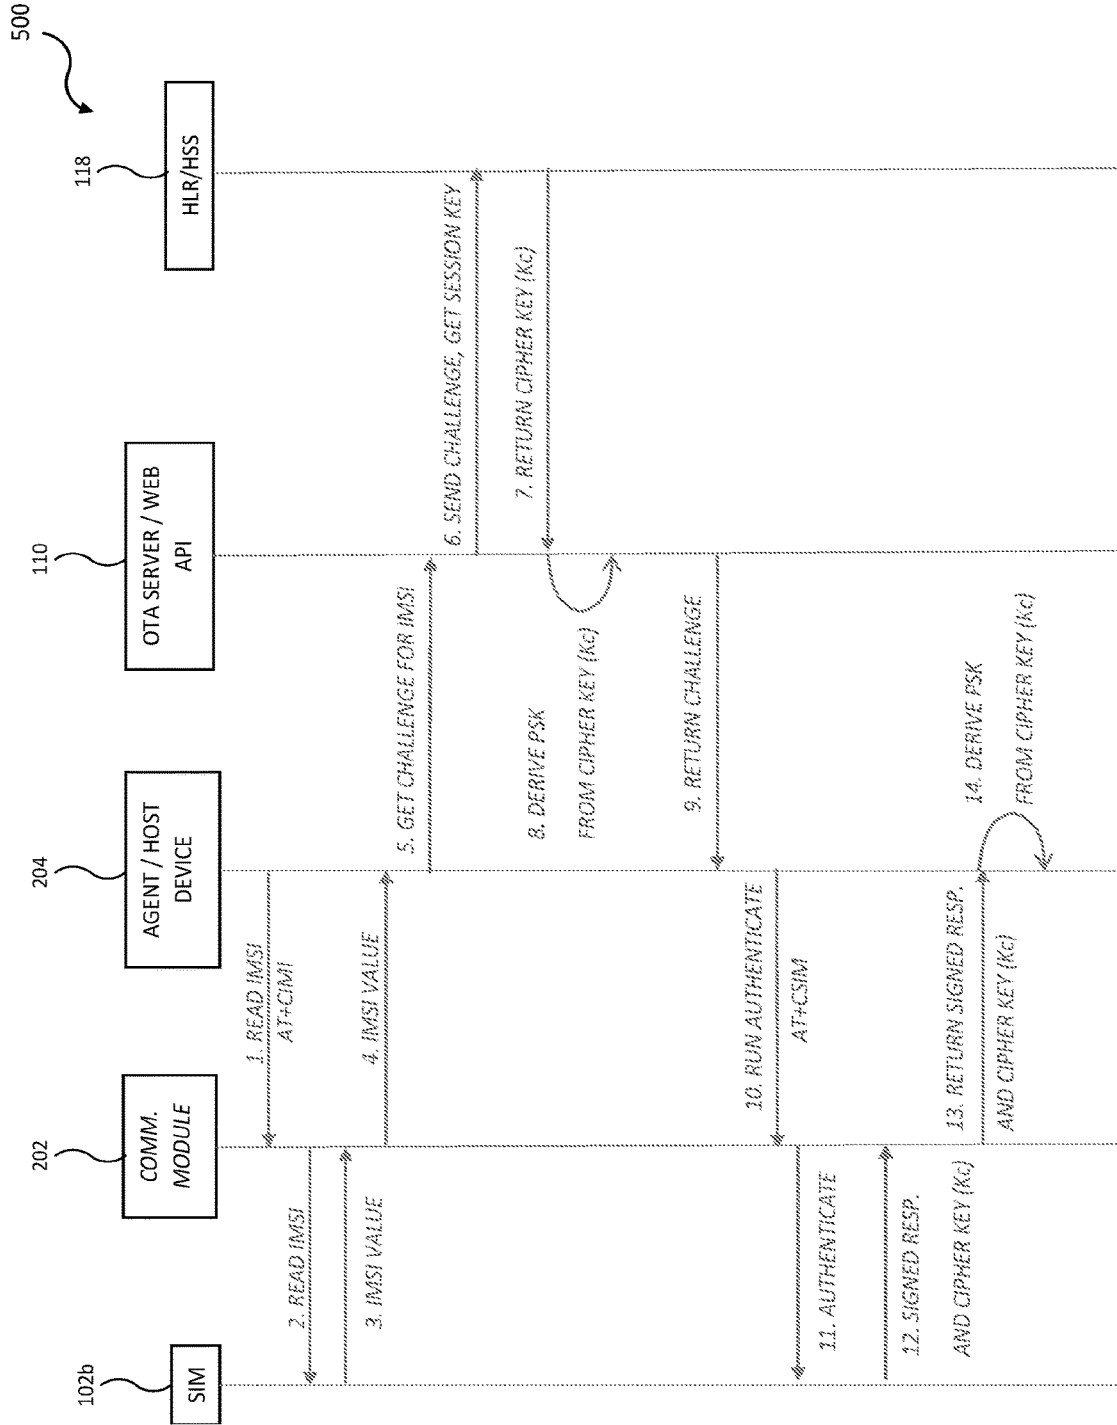 500
102b
SIM
202
COMM.
MODULE
204
AGENT / HOST
DEVICE
110
OTA SERVER / WEB
API
118
HLR/HSS
1. READ IMSI
AT+CIMI
2. READ IMSI
3. IMSI VALUE
4. IMSI VALUE
5. GET CHALLENGE FOR IMSI
6. SEND CHALLENGE, GET SESSION KEY
7. RETURN CIPHER KEY (Kc)
8. DERIVE PSK
FROM CIPHER KEY (Kc)
9. RETURN CHALLENGE
10. RUN AUTHENTICATE
AT+CSIM
11. AUTHENTICATE
12. SIGNED RESP.
AND CIPHER KEY (Kc)
13. RETURN SIGNED RESP.
AND CIPHER KEY (Kc)
14. DERIVE PSK
FROM CIPHER KEY (Kc)